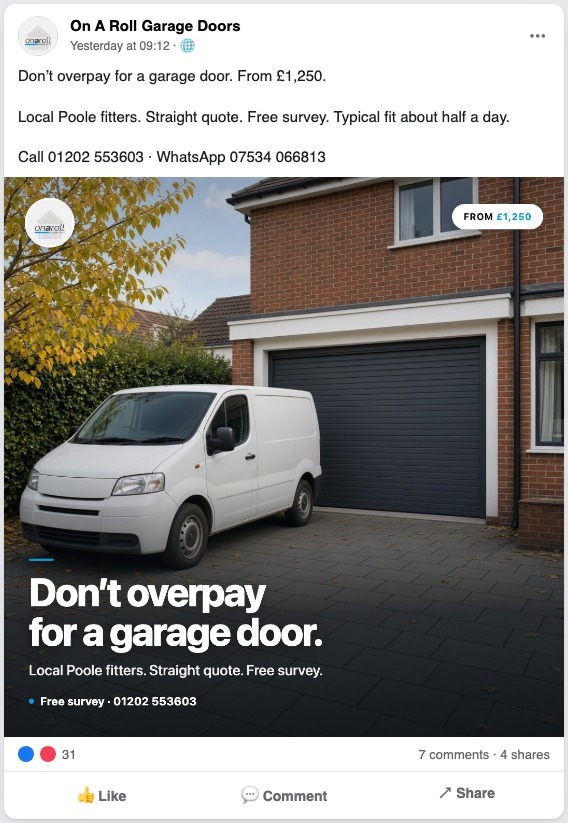 On A Roll Garage Doors
Yesterday at 09:12 ·
Don’t overpay for a garage door. From £1,250.
Local Poole fitters. Straight quote. Free survey. Typical fit about half a day.
Call 01202 553603 · WhatsApp 07534 066813
onaroll
FROM £1,250
Don’t overpay
for a garage door.
Local Poole fitters. Straight quote. Free survey.
Free survey · 01202 553603
31
7 comments · 4 shares
Like
Comment
Share